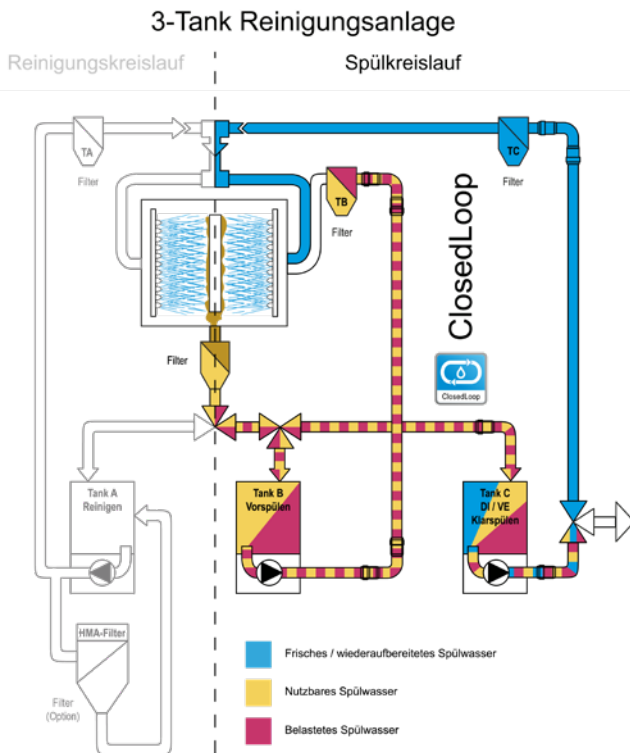 3-Tank Reinigungsanlage
Reinigungskreislauf
Spülkreislauf
TA
Filter
TC
Filter
TB
Filter
ClosedLoop
Filter
ClosedLoop
Tank A
Reinigen
Tank B
Vorspülen
Tank C
DI / VE
Klarspülen
HMA-Filter
Filter
(Option)
Frisches / wiederaufbereitetes Spülwasser
Nutzbares Spülwasser
Belastetes Spülwasser